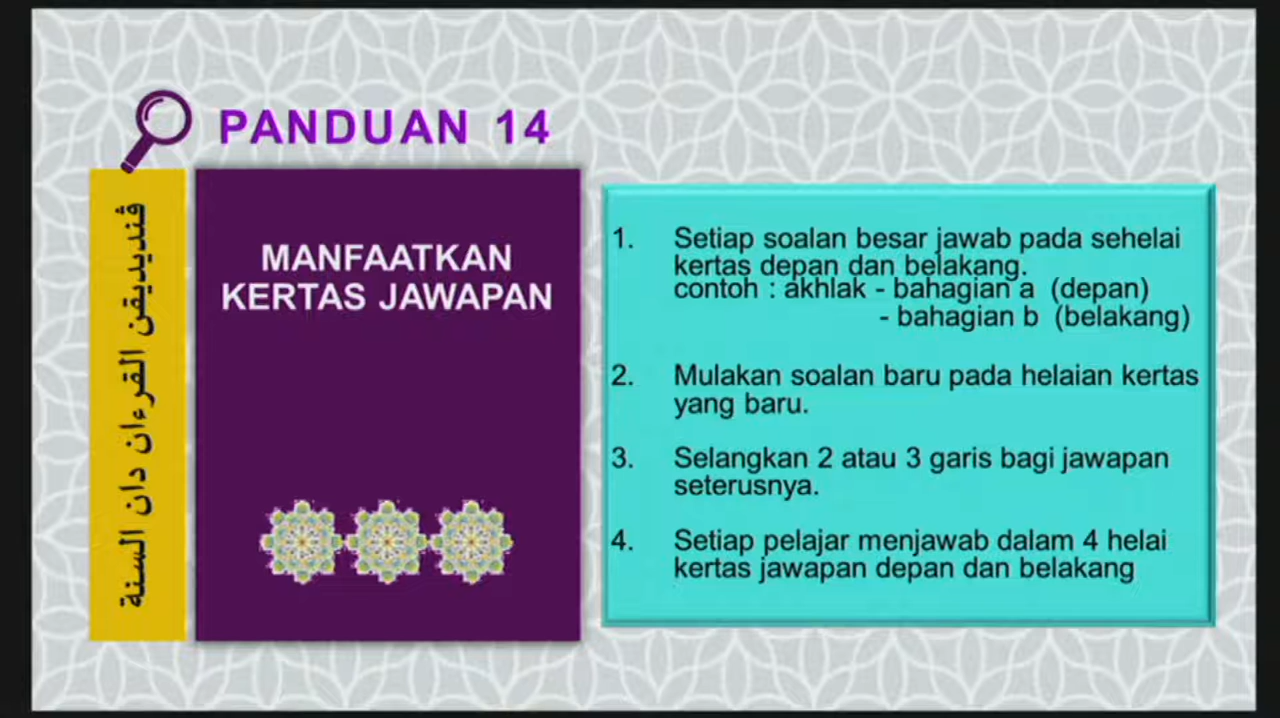 PANDUAN 14
ڤنديديقن القرءان دان السنة
MANFAATKAN
KERTAS JAWAPAN
1. Setiap soalan besar jawab pada sehelai
kertas depan dan belakang.
contoh : akhlak - bahagian a (depan)
- bahagian b (belakang)
2. Mulakan soalan baru pada helaian kertas
yang baru.
3. Selangkan 2 atau 3 garis bagi jawapan
seterusnya.
4. Setiap pelajar menjawab dalam 4 helai
kertas jawapan depan dan belakang